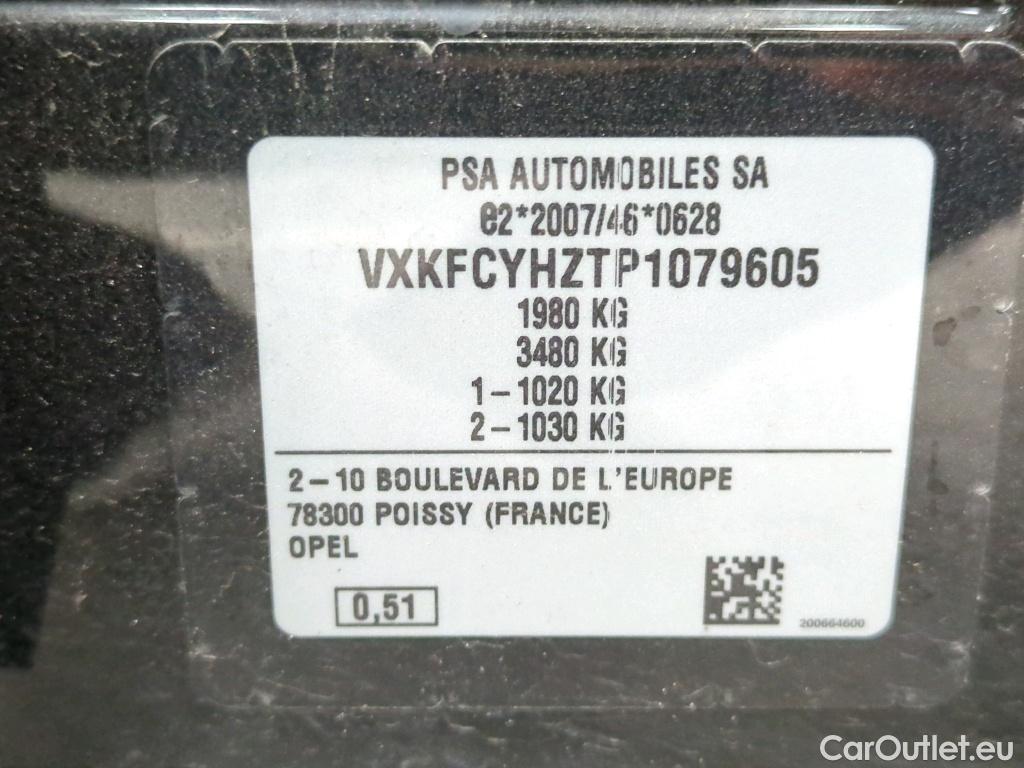 PSA AUTOMOBILES SA
e2*2007/46*0628
VXKFCYHZTP1079605
1980 KG
3480 KG
1-1020 KG
2-1030 KG
2-10 BOULEVARD DE L'EUROPE
78300 POISSY (FRANCE)
OPEL
0,51
200664600
CarOutlet.eu